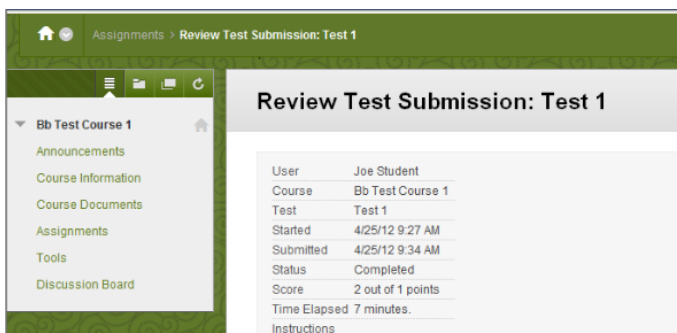 Assignments > Review Test Submission: Test 1
Bb Test Course 1
Announcements
Course Information
Course Documents
Assignments
Tools
Discussion Board
Review Test Submission: Test 1
User Joe Student
Course Bb Test Course 1
Test Test 1
Started 4/25/12 9:27 AM
Submitted 4/25/12 9:34 AM
Status Completed
Score 2 out of 1 points
Time Elapsed 7 minutes.
Instructions